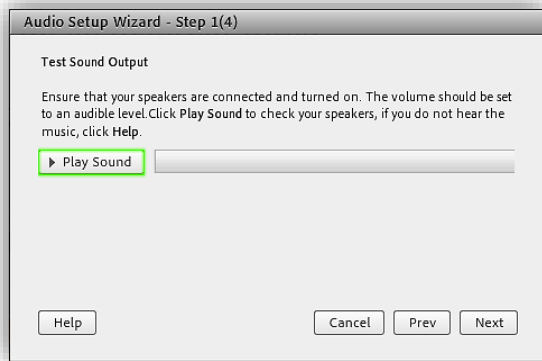 Audio Setup Wizard - Step 1(4)
Test Sound Output
Ensure that your speakers are connected and turned on. The volume should be set
to an audible level.Click Play Sound to check your speakers, if you do not hear the
music, click Help.
Play Sound
Help Cancel Prev Next